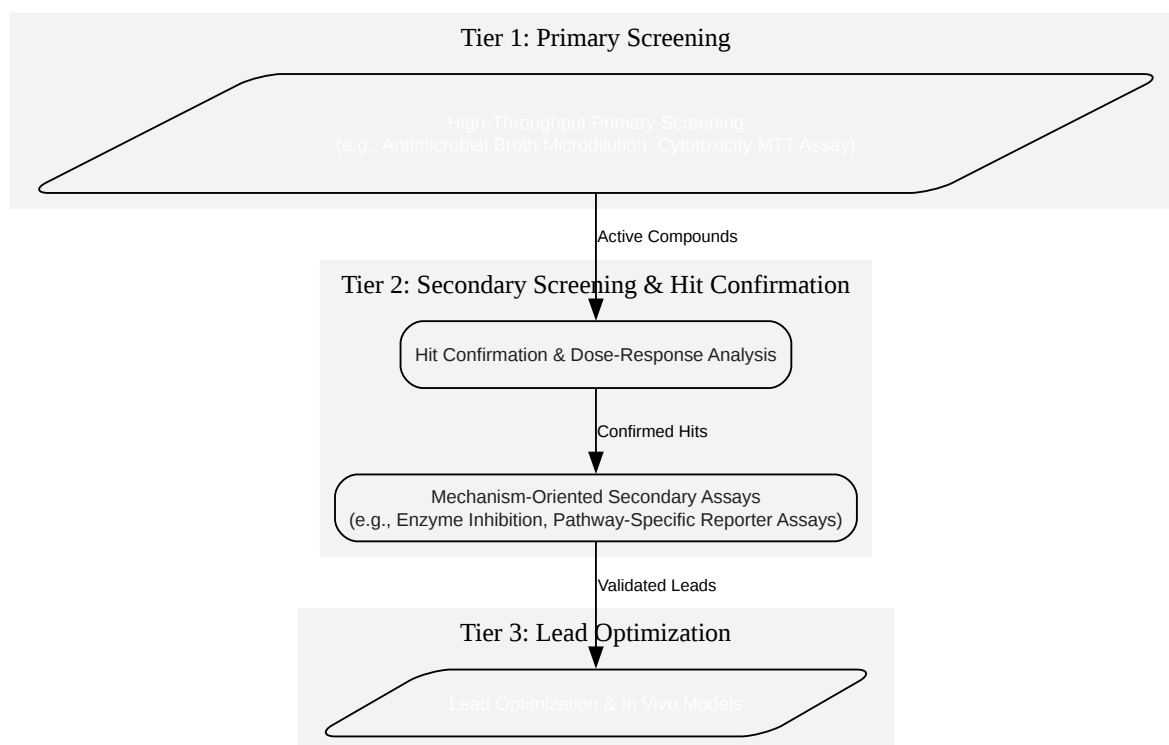 Tier 1: Primary Screening
High-Throughput Primary Screening
(e.g., Antimicrobial Broth Microdilution, Cytotoxicity MTT Assay)
Active Compounds
Tier 2: Secondary Screening & Hit Confirmation
Hit Confirmation & Dose-Response Analysis
Confirmed Hits
Mechanism-Oriented Secondary Assays
(e.g., Enzyme Inhibition, Pathway-Specific Reporter Assays)
Validated Leads
Tier 3: Lead Optimization
Lead Optimization & In Vivo Models